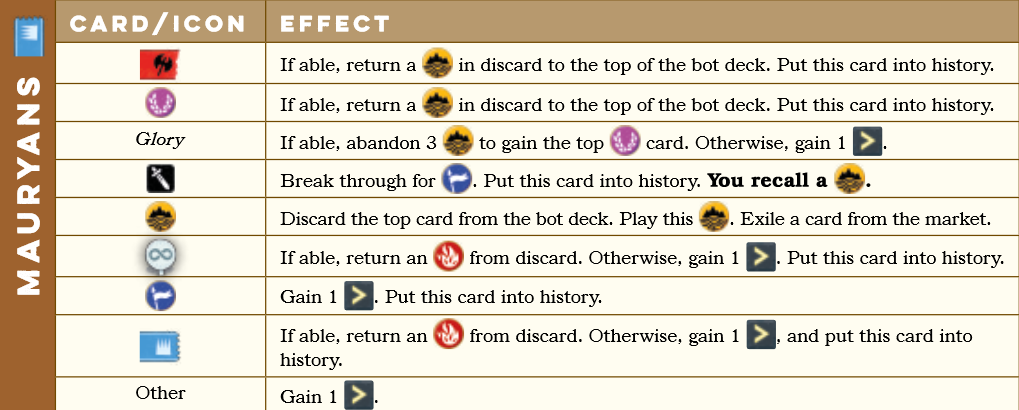 MAURYANS
CARD/ICON EFFECT
If able, return a in discard to the top of the bot deck. Put this card into history.
If able, return a in discard to the top of the bot deck. Put this card into history.
Glory If able, abandon 3 to gain the top card. Otherwise, gain 1 .
Break through for . Put this card into history. You recall a .
Discard the top card from the bot deck. Play this . Exile a card from the market.
If able, return an from discard. Otherwise, gain 1 . Put this card into history.
Gain 1 . Put this card into history.
If able, return an from discard. Otherwise, gain 1 , and put this card into
history.
Other Gain 1 .